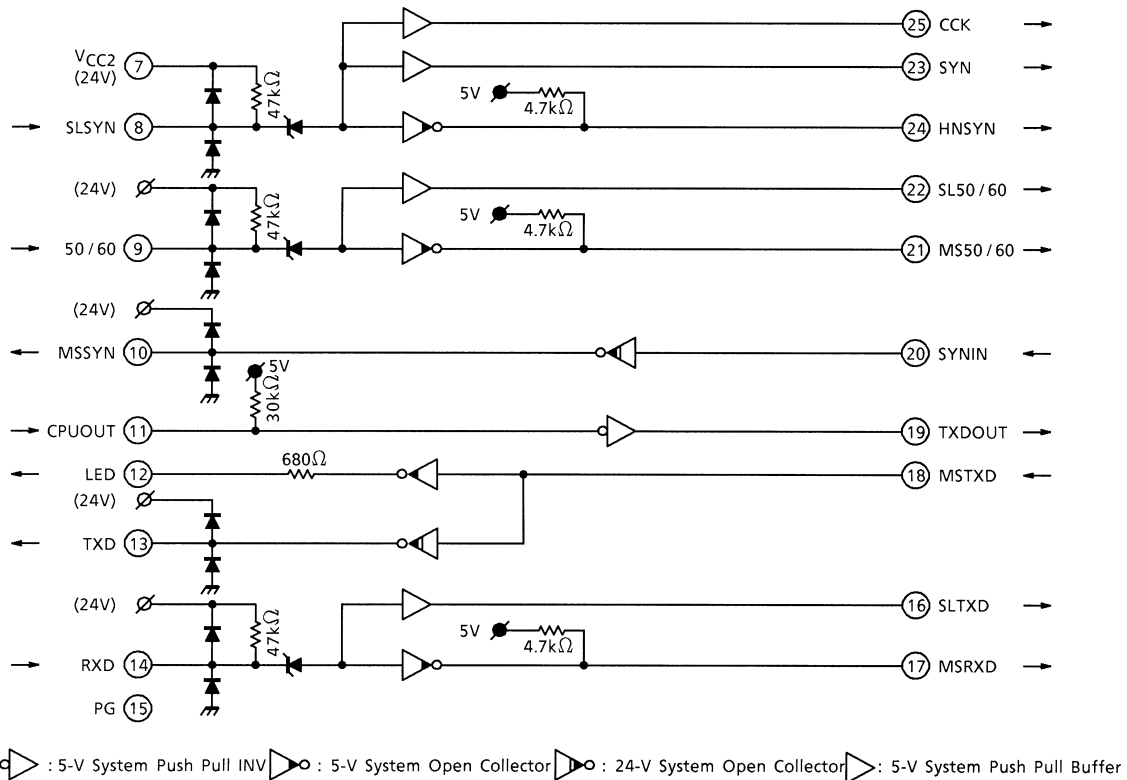 25 CCK
VCC2
(24V) 7
47kΩ
23 SYN
5V
4.7kΩ
SLSYN 8
24 HNSYN
(24V)
47kΩ
22 SL50/60
5V
4.7kΩ
50/60 9
21 MS50/60
(24V)
MSSYN 10
20 SYNIN
5V
30kΩ
CPUOUT 11
19 TXDOUT
680Ω
LED 12
18 MSTXD
(24V)
TXD 13
(24V)
47kΩ
16 SLTXD
5V
4.7kΩ
RXD 14
17 MSRXD
PG 15
: 5-V System Push Pull INV : 5-V System Open Collector : 24-V System Open Collector : 5-V System Push Pull Buffer